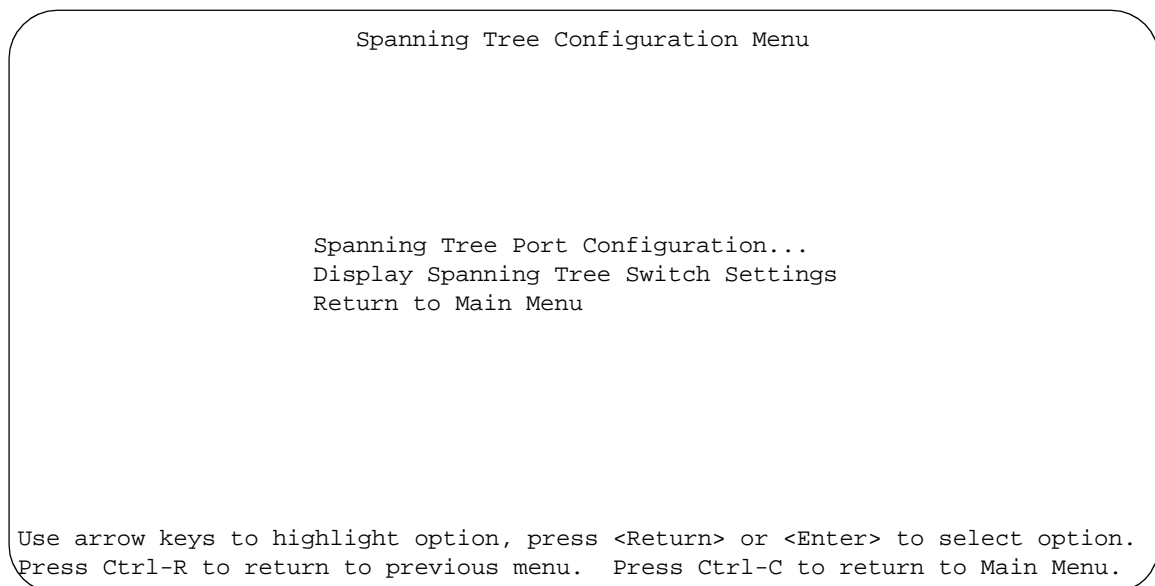 Spanning Tree Configuration Menu
Spanning Tree Port Configuration...
Display Spanning Tree Switch Settings
Return to Main Menu
Use arrow keys to highlight option, press <Return> or <Enter> to select option.
Press Ctrl-R to return to previous menu.  Press Ctrl-C to return to Main Menu.